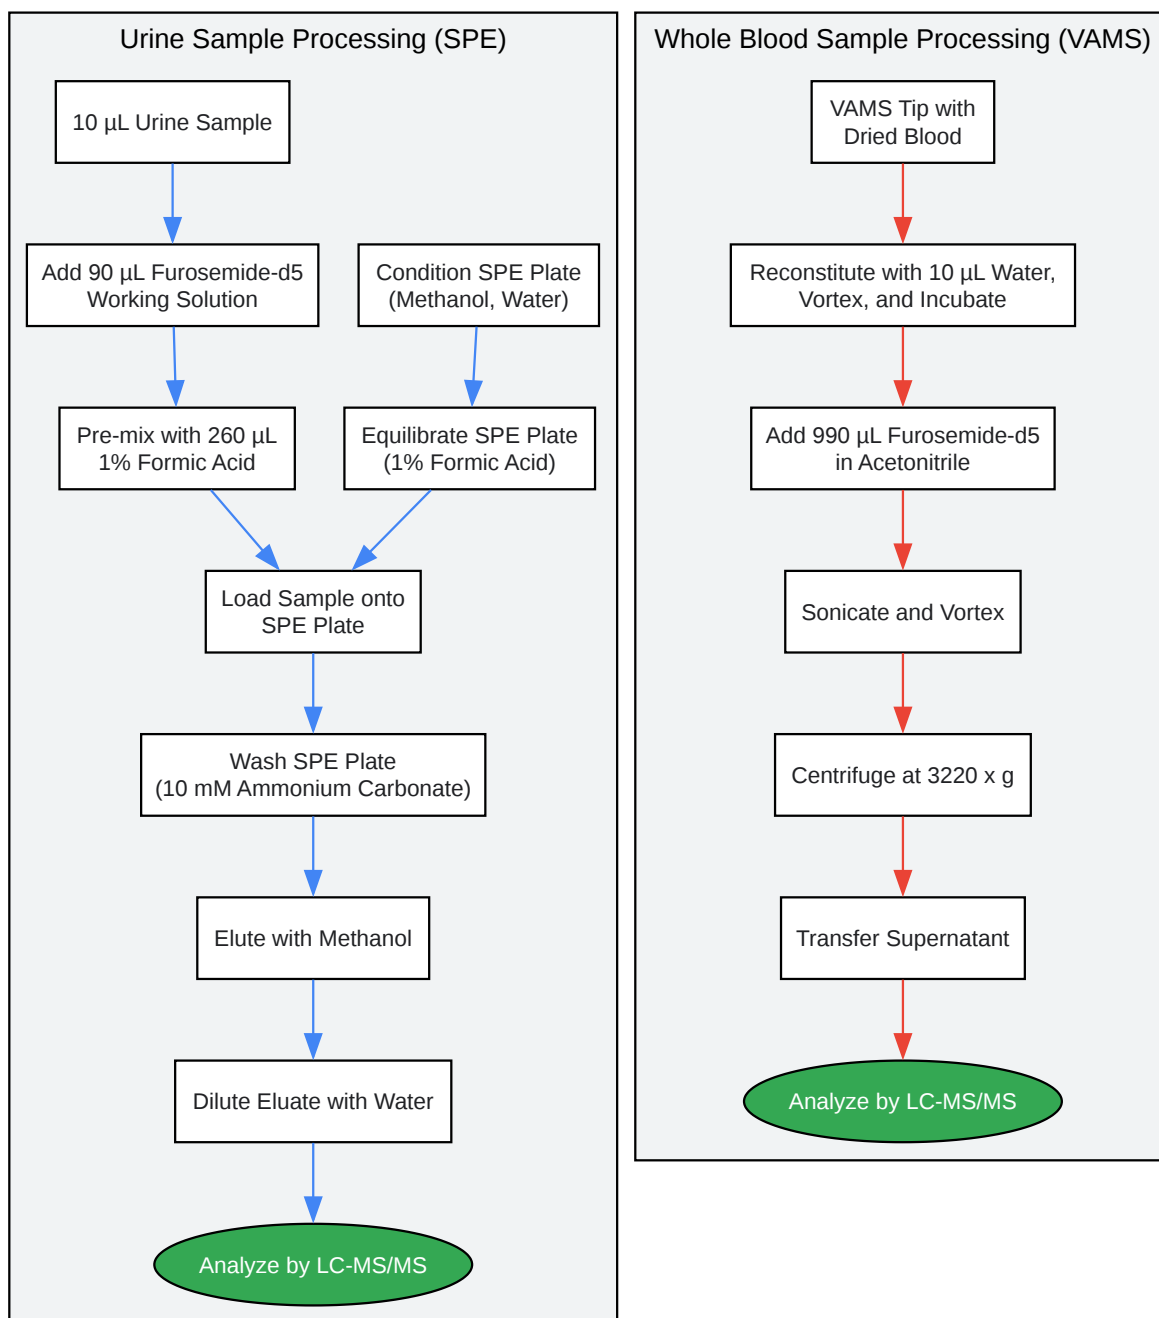 Urine Sample Processing (SPE)
10 µL Urine Sample
Add 90 µL Furosemide-d5
Working Solution
Condition SPE Plate
(Methanol, Water)
Pre-mix with 260 µL
1% Formic Acid
Equilibrate SPE Plate
(1% Formic Acid)
Load Sample onto
SPE Plate
Wash SPE Plate
(10 mM Ammonium Carbonate)
Elute with Methanol
Dilute Eluate with Water
Analyze by LC-MS/MS
Whole Blood Sample Processing (VAMS)
VAMS Tip with
Dried Blood
Reconstitute with 10 µL Water,
Vortex, and Incubate
Add 990 µL Furosemide-d5
in Acetonitrile
Sonicate and Vortex
Centrifuge at 3220 x g
Transfer Supernatant
Analyze by LC-MS/MS